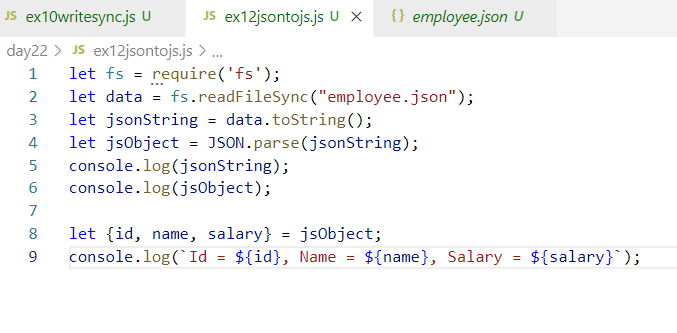 JS ex10writesync.js U JS ex12jsontojs.js U × {} employee.json U
day22 > JS ex12jsontojs.js > ...
1 let fs = require('fs');
2 let data = fs.readFileSync("employee.json");
3 let jsonString = data.toString();
4 let jsObject = JSON.parse(jsonString);
5 console.log(jsonString);
6 console.log(jsObject);
7
8 let {id, name, salary} = jsObject;
9 console.log(`Id = ${id}, Name = ${name}, Salary = ${salary}`);